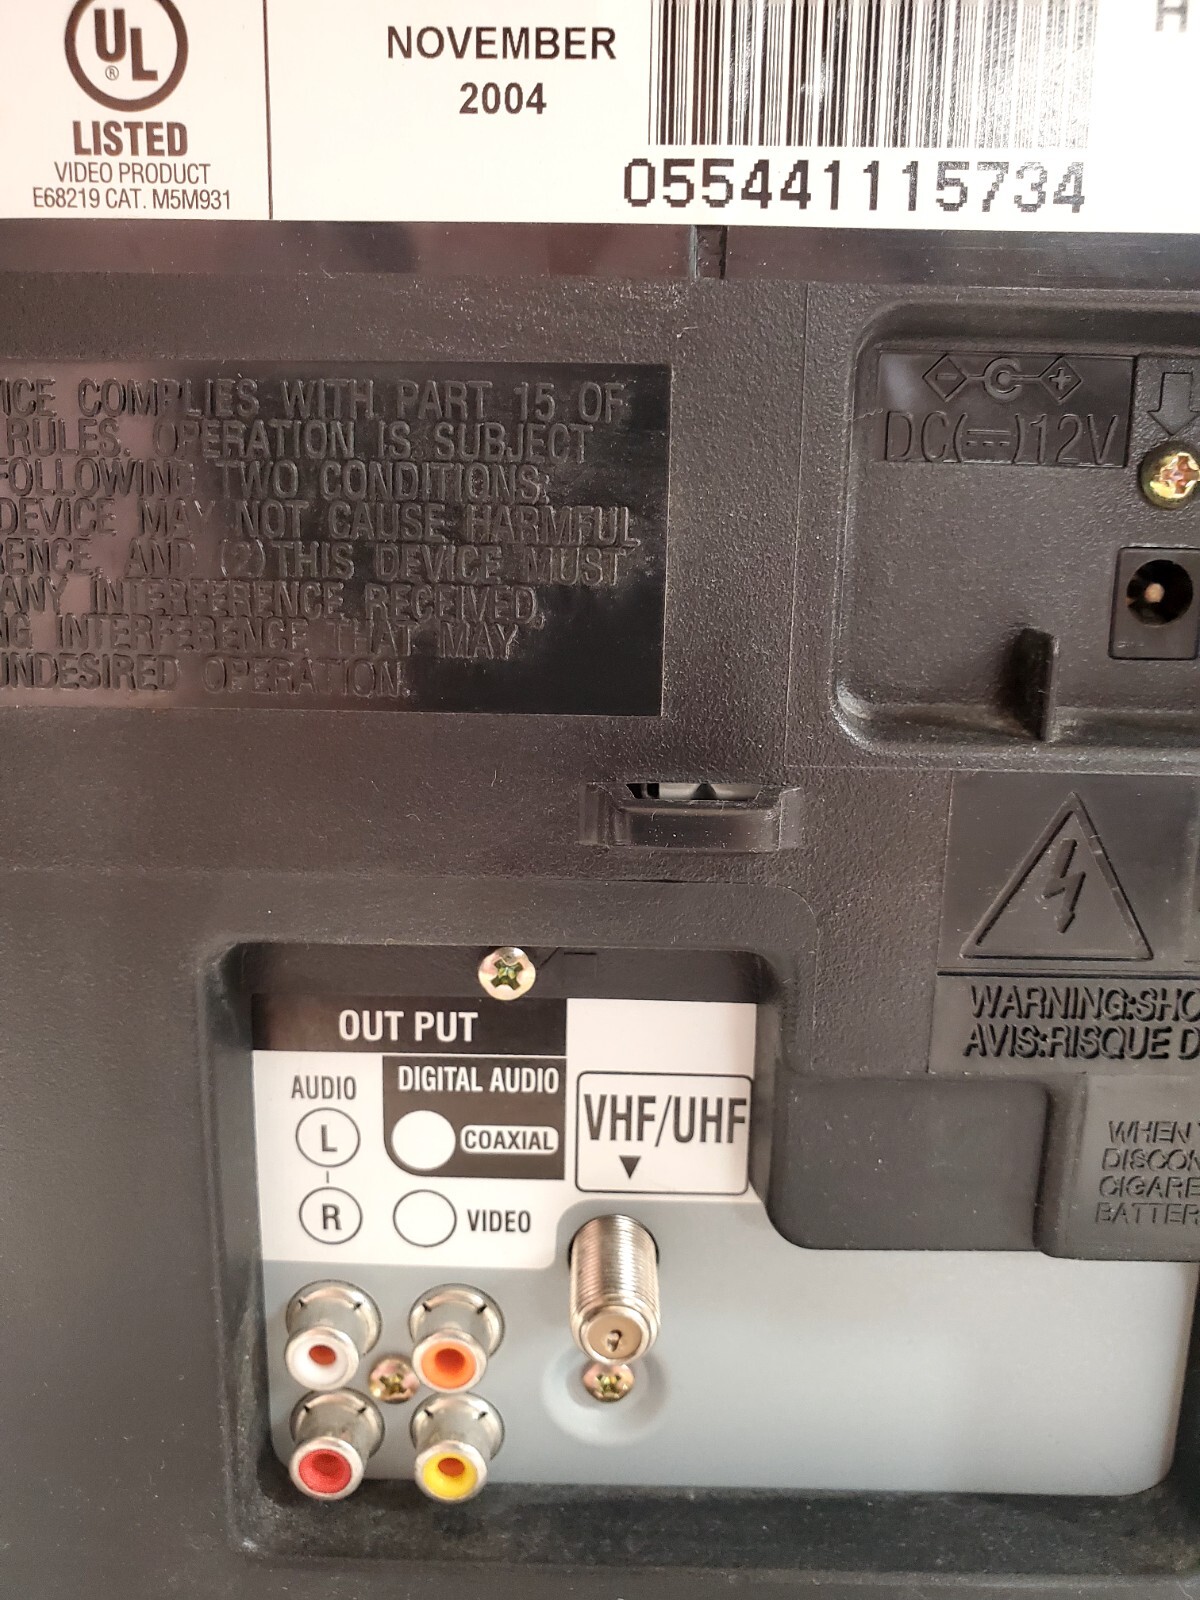 UL
®
LISTED
VIDEO PRODUCT
E68219 CAT. M5M931
NOVEMBER
2004
055441115734
H
ICE COMPLIES WITH PART 15 OF
RULES. OPERATION IS SUBJECT
FOLLOWING TWO CONDITIONS:
DEVICE MAY NOT CAUSE HARMFUL
RENCE, AND (2) THIS DEVICE MUST
ANY INTERFERENCE RECEIVED,
NG INTERFERENCE THAT MAY
UNDESIRED OPERATION.
- C +
DC(⎓)12V
WARNING:SHO
AVIS:RISQUE D
WHEN
DISCON
CIGARE
BATTER
OUT PUT
AUDIO
L
R
DIGITAL AUDIO
COAXIAL
VIDEO
VHF/UHF